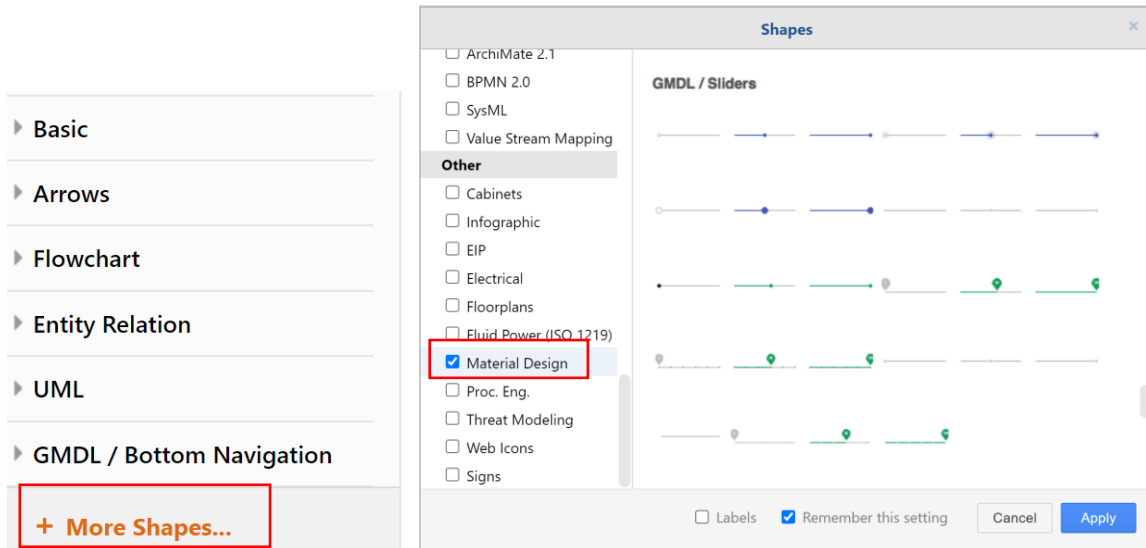 Basic
Arrows
Flowchart
Entity Relation
UML
GMDL / Bottom Navigation
+ More Shapes...
Shapes
ArchiMate 2.1
BPMN 2.0
SysML
Value Stream Mapping
Other
Cabinets
Infographic
EIP
Electrical
Floorplans
Fluid Power (ISO 1219)
Material Design
Proc. Eng.
Threat Modeling
Web Icons
Signs
GMDL / Sliders
Labels
Remember this setting
Cancel
Apply